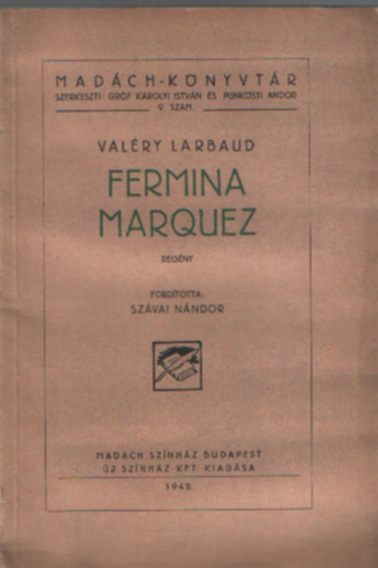 MADÁCH-KÖNYVTÁR
SZERKESZTI: GRÓF KÁROLYI ISTVÁN ÉS PÜNKÖSTI ANDOR
9. SZÁM.
VALÉRY LARBAUD
FERMINA
MARQUEZ
REGÉNY
FORDÍTOTTA:
SZÁVAI NÁNDOR
MADÁCH SZÍNHÁZ BUDAPEST
ÚJ SZÍNHÁZ KFT. KIADÁSA
1942.